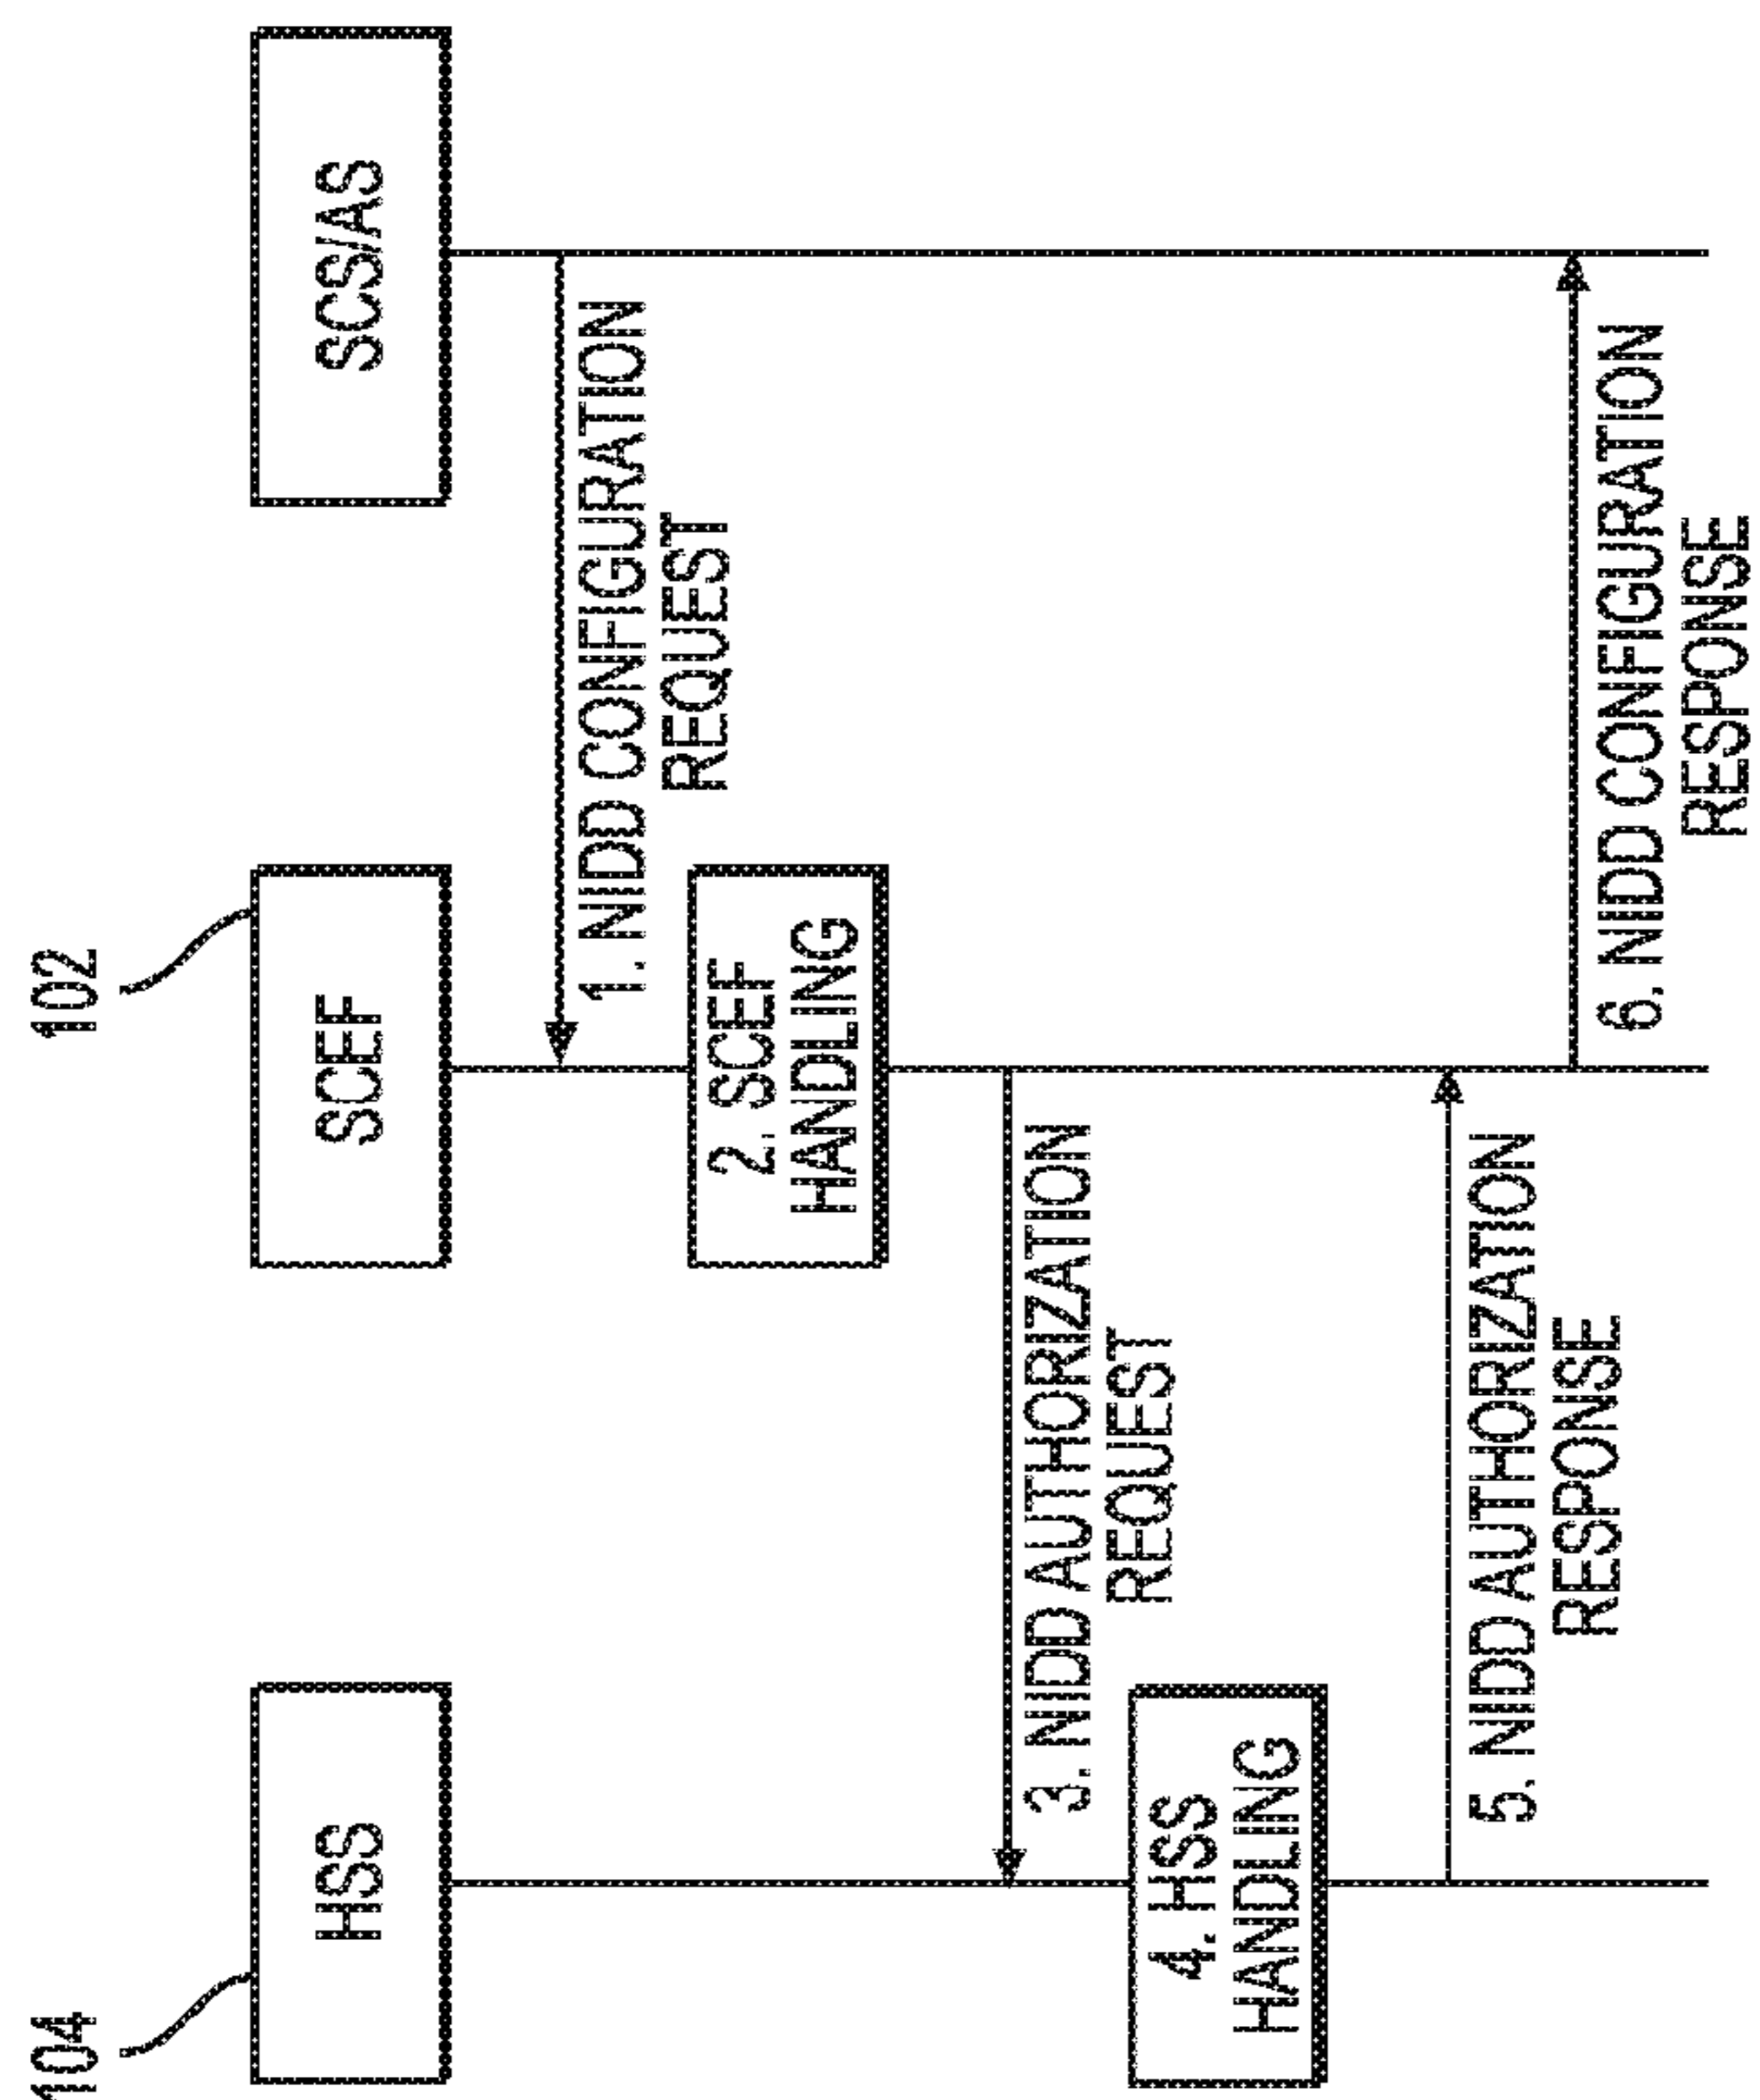 104
102
HSS
SCEF
SCS/AS
1. NIDD CONFIGURATION
REQUEST
2. SCEF
HANDLING
3. NIDD AUTHORIZATION
REQUEST
4. HSS
HANDLING
5. NIDD AUTHORIZATION
RESPONSE
6. NIDD CONFIGURATION
RESPONSE